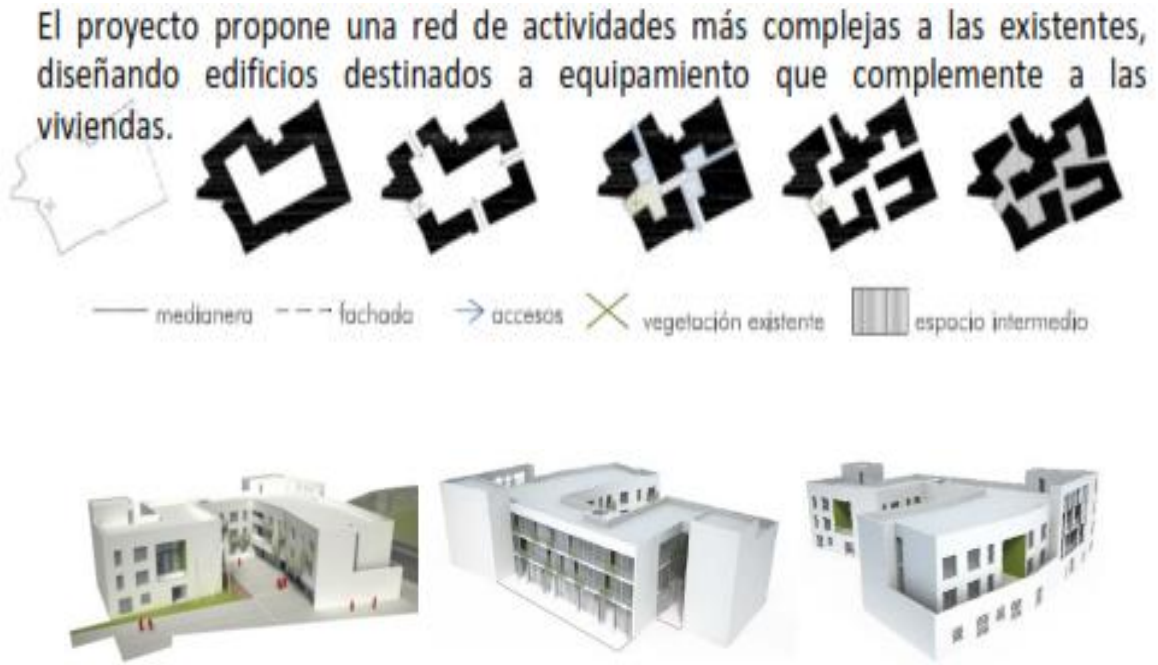 El proyecto propone una red de actividades más complejas a las existentes,
diseñando edificios destinados a equipamiento que complemente a las
viviendas.
medianera fachada accesos vegetación existente espacio intermedio